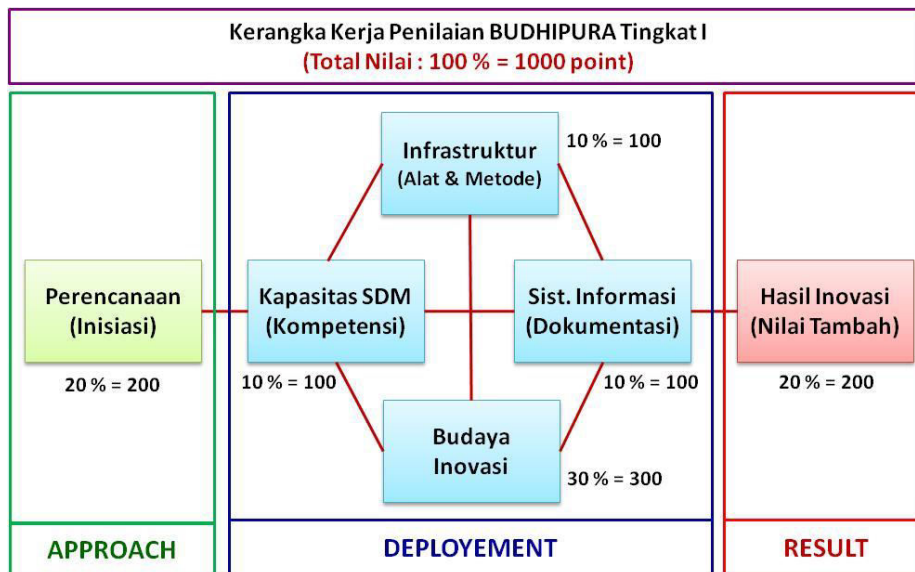 Kerangka Kerja Penilaian BUDHIPURA Tingkat I
(Total Nilai : 100 % = 1000 point)
Infrastruktur
(Alat & Metode)
10 % = 100
Perencanaan
(Inisiasi)
20 % = 200
Kapasitas SDM
(Kompetensi)
10 % = 100
Sist. Informasi
(Dokumentasi)
10 % = 100
Hasil Inovasi
(Nilai Tambah)
20 % = 200
Budaya
Inovasi
30 % = 300
APPROACH
DEPLOYEMENT
RESULT